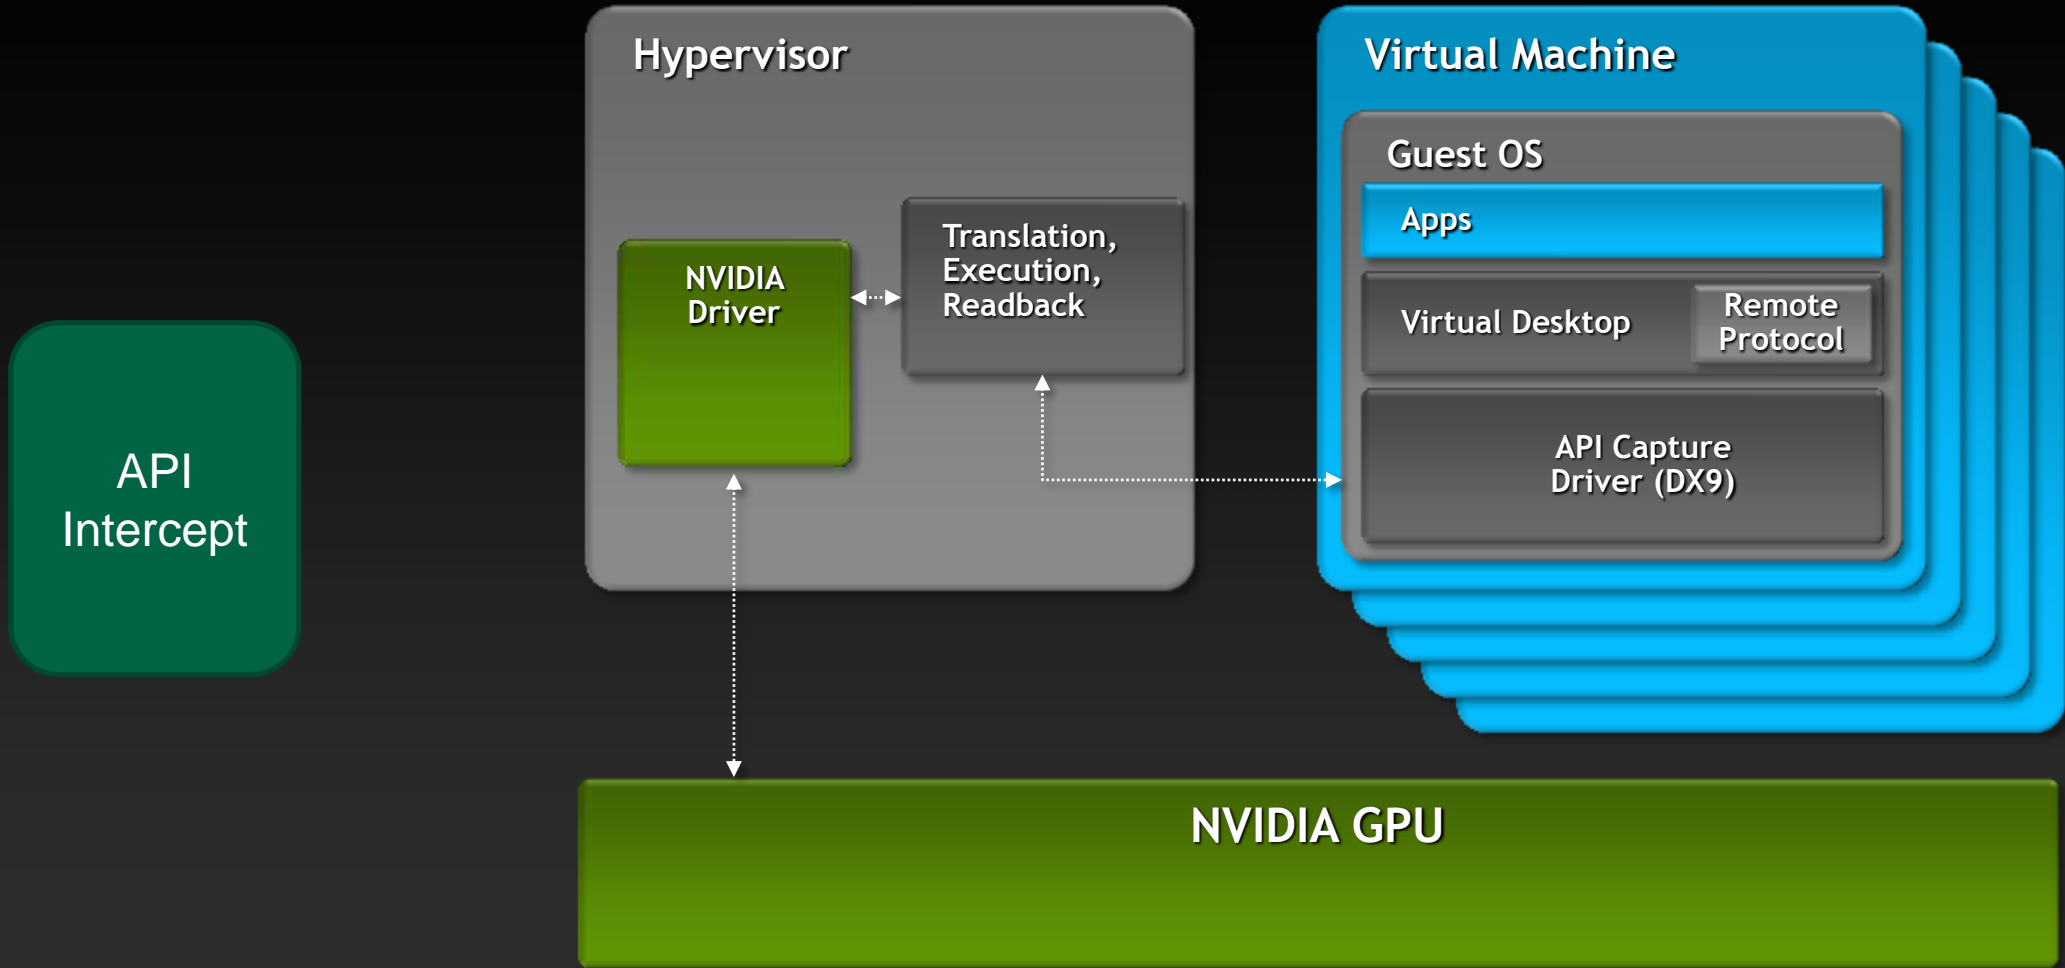 API
Intercept
Hypervisor
NVIDIA
Driver
Translation,
Execution,
Readback
Virtual Machine
Guest OS
Apps
Virtual Desktop
Remote
Protocol
API Capture
Driver (DX9)
NVIDIA GPU